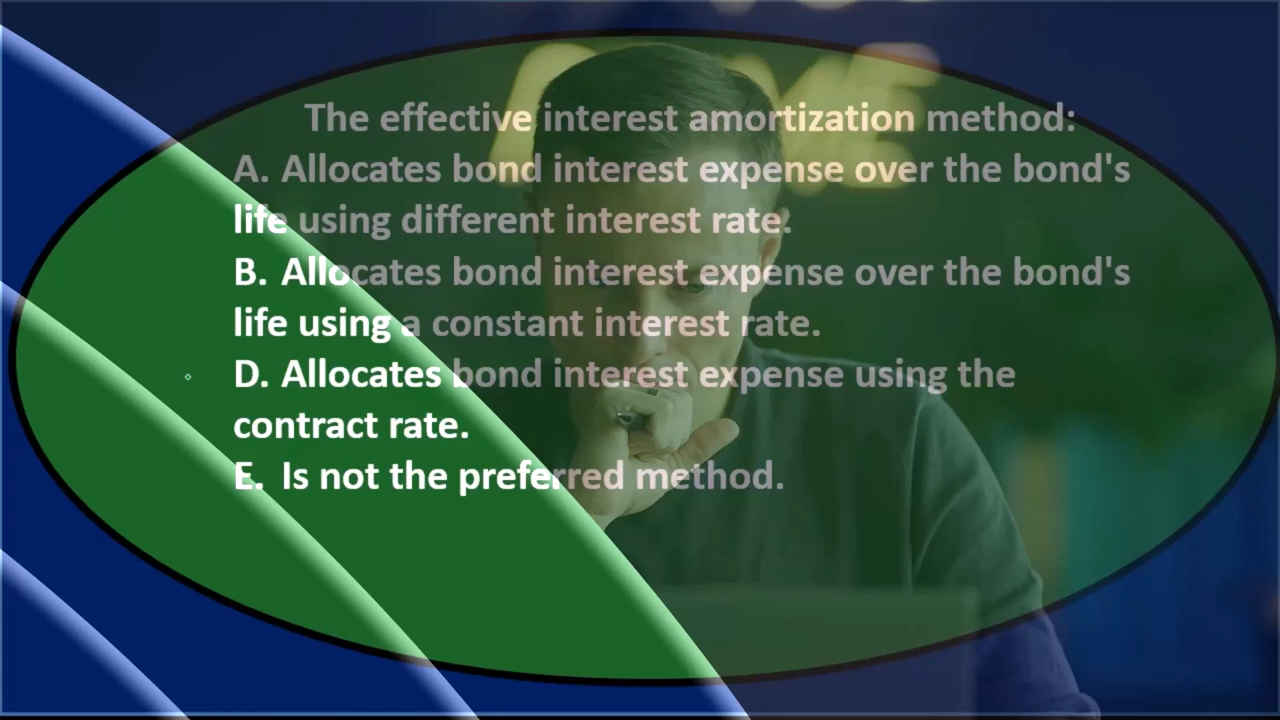 The effective interest amortization method:
A. Allocates bond interest expense over the bond's
life using different interest rate.
B. Allocates bond interest expense over the bond's
life using a constant interest rate.
D. Allocates bond interest expense using the
contract rate.
E. Is not the preferred method.